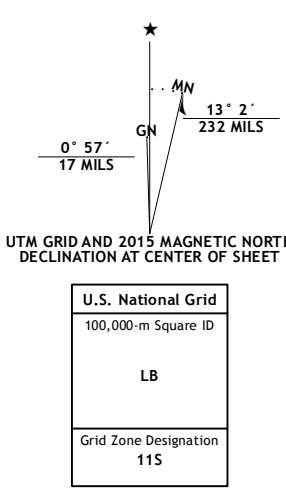 MN
GN
13° 2´
232 MILS
0° 57´
17 MILS
UTM GRID AND 2015 MAGNETIC NORTH
DECLINATION AT CENTER OF SHEET
U.S. National Grid
100,000-m Square ID
LB
Grid Zone Designation
11S